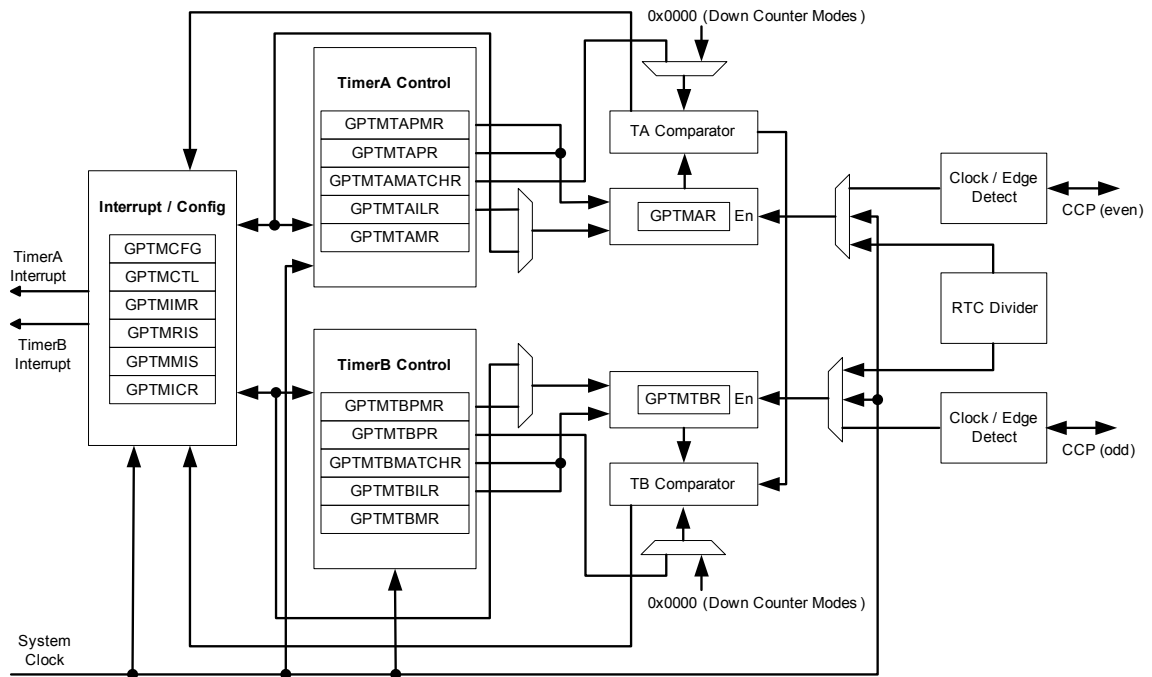 0x0000 (Down Counter Modes)
TimerA Control
GPTMTAPMR
GPTMTAPR
GPTMTAMATCHR
GPTMTAILR
GPTMTAMR
TA Comparator
GPTMAR
En
Clock / Edge
Detect
CCP (even)
Interrupt / Config
GPTMCFG
GPTMCTL
GPTMIMR
GPTMRIS
GPTMMIS
GPTMICR
TimerA
Interrupt
TimerB
Interrupt
RTC Divider
TimerB Control
GPTMTBPMR
GPTMTBPR
GPTMTBMATCHR
GPTMTBILR
GPTMTBMR
GPTMTBR
En
TB Comparator
Clock / Edge
Detect
CCP (odd)
0x0000 (Down Counter Modes)
System
Clock